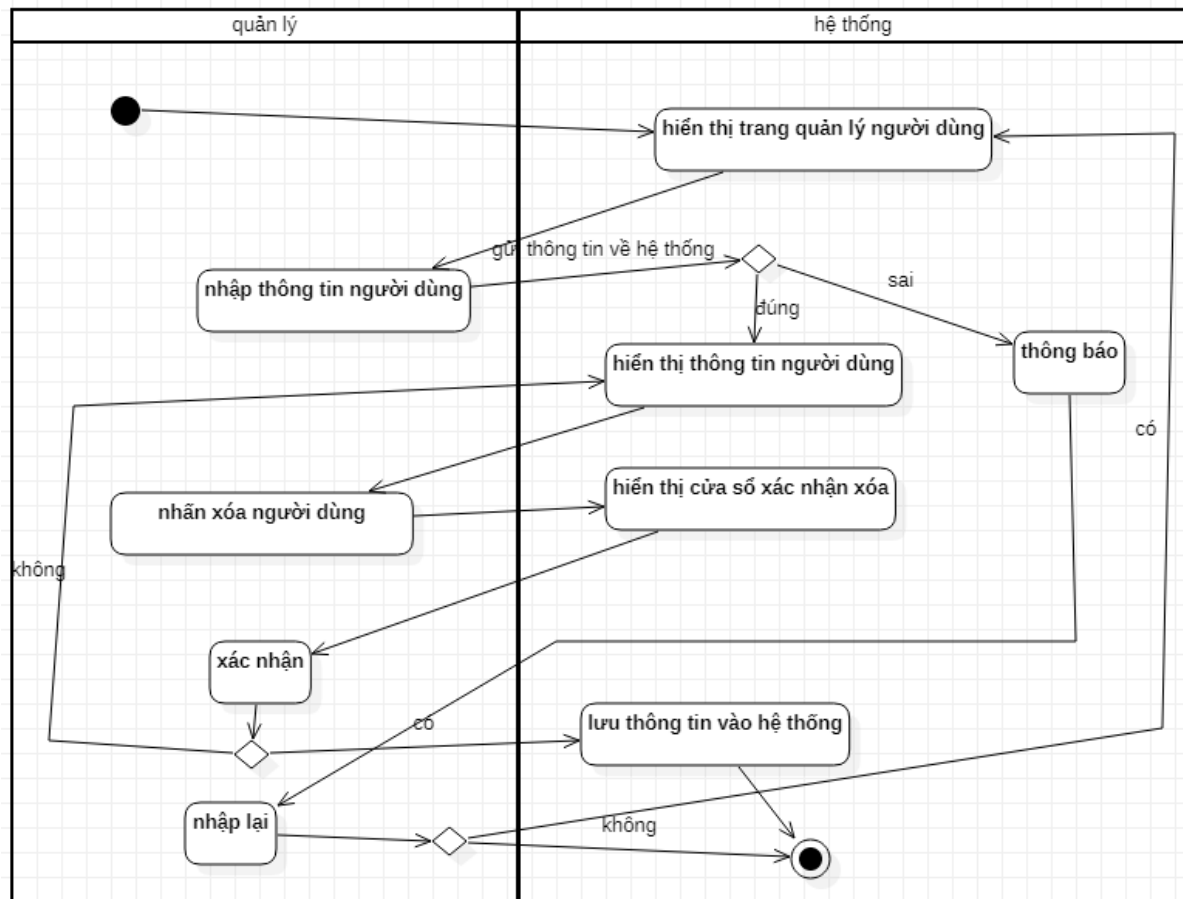 quản lý
hệ thống
hiển thị trang quản lý người dùng
gửi thông tin về hệ thống
nhập thông tin người dùng
sai
đúng
thông báo
hiển thị thông tin người dùng
có
hiển thị cửa sổ xác nhận xóa
nhấn xóa người dùng
không
xác nhận
có
lưu thông tin vào hệ thống
nhập lại
không